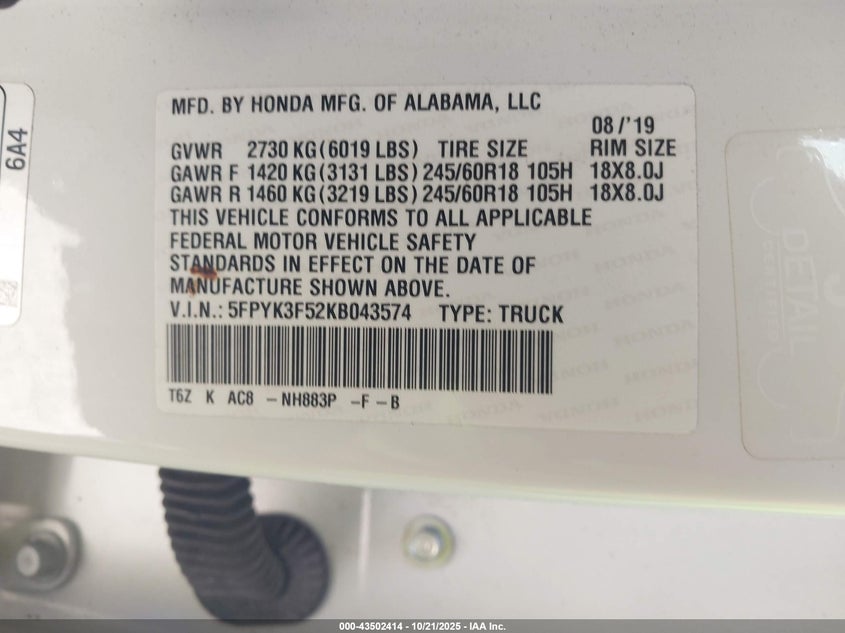 MFD. BY HONDA MFG. OF ALABAMA, LLC
08/'19
GVWR 2730 KG(6019 LBS) TIRE SIZE RIM SIZE
GAWR F 1420 KG(3131 LBS) 245/60R18 105H 18X8.0J
GAWR R 1460 KG(3219 LBS) 245/60R18 105H 18X8.0J
THIS VEHICLE CONFORMS TO ALL APPLICABLE
FEDERAL MOTOR VEHICLE SAFETY
STANDARDS IN EFFECT ON THE DATE OF
MANUFACTURE SHOWN ABOVE.
V.I.N.: 5FPYK3F52KB043574 TYPE: TRUCK
T6Z K AC8 -NH883P -F-B
6A4
DETAIL
CERTIFIED
000-43502414 - 10/21/2025 - IAA Inc.